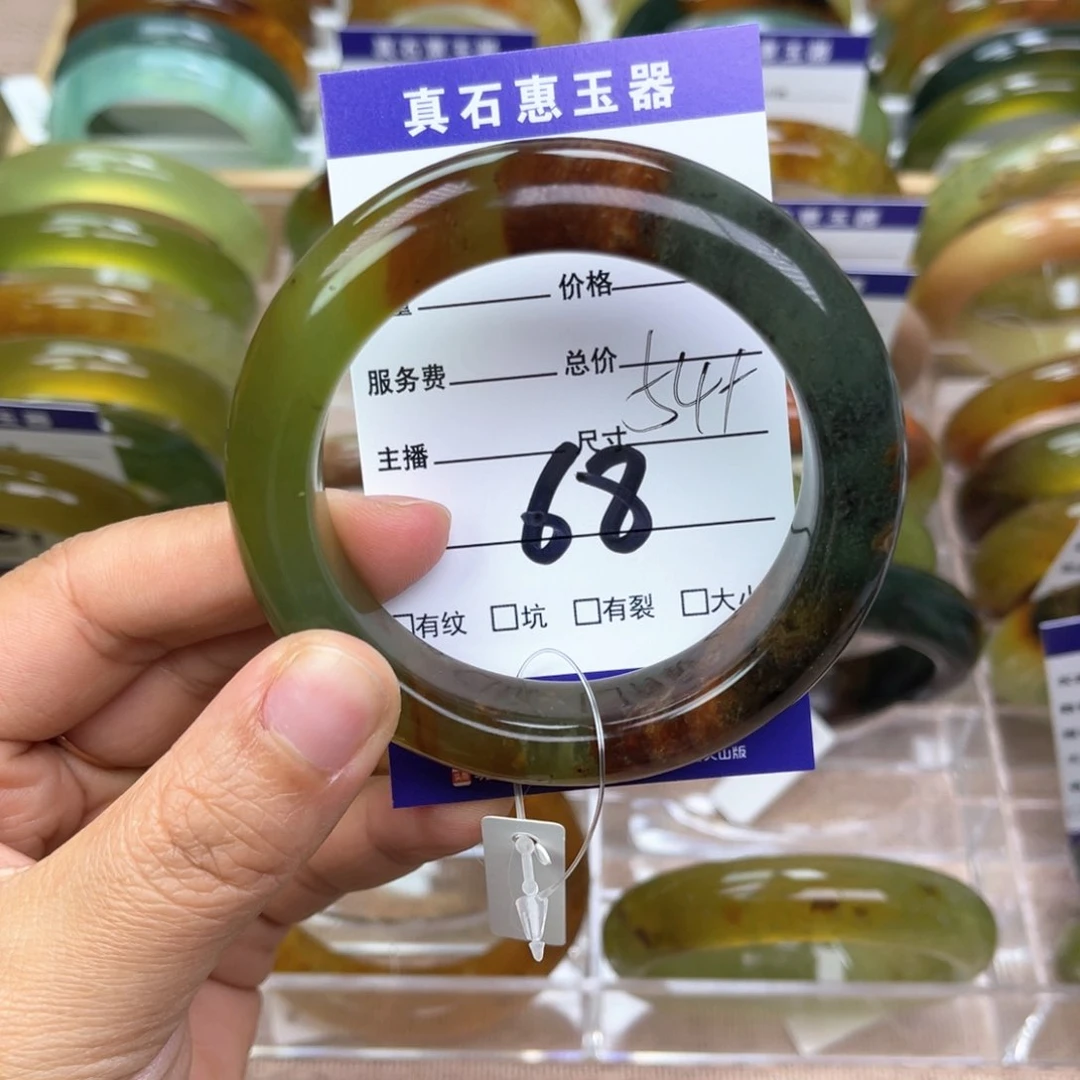 真石惠玉器
价格
服务费 总价
主播 尺寸
68
□有纹 □坑 □有裂 □大小